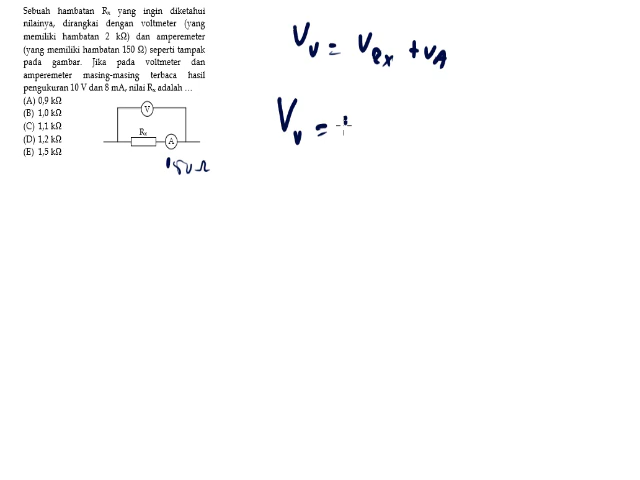 Sebuah hambatan Rₓ yang ingin diketahui
nilainya, dirangkai dengan voltmeter (yang
memiliki hambatan 2 kΩ) dan amperemeter
(yang memiliki hambatan 150 Ω) seperti tampak
pada gambar. Jika pada voltmeter dan
amperemeter masing-masing terbaca hasil
pengukuran 10 V dan 8 mA, nilai Rₓ adalah ...
(A) 0,9 kΩ
(B) 1,0 kΩ
(C) 1,1 kΩ
(D) 1,2 kΩ
(E) 1,5 kΩ
V
Rₓ
A
150 Ω
Vv = VRx + VA
Vv =